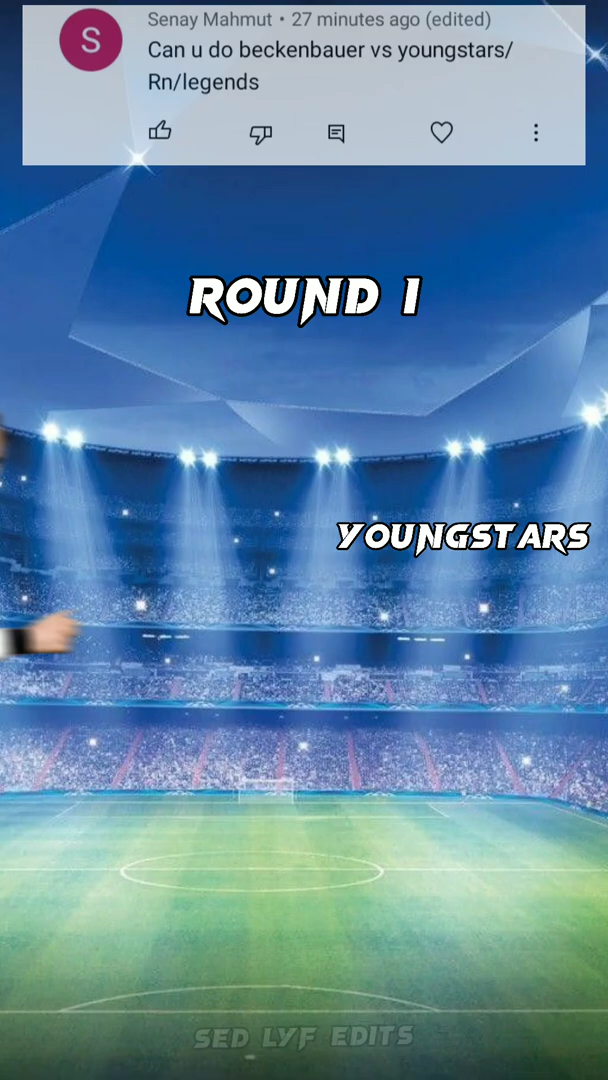 Senay Mahmut • 27 minutes ago (edited)
S
Can u do beckenbauer vs youngstars/
Rn/legends
ROUND 1
YOUNGSTARS
SED LYF EDITS